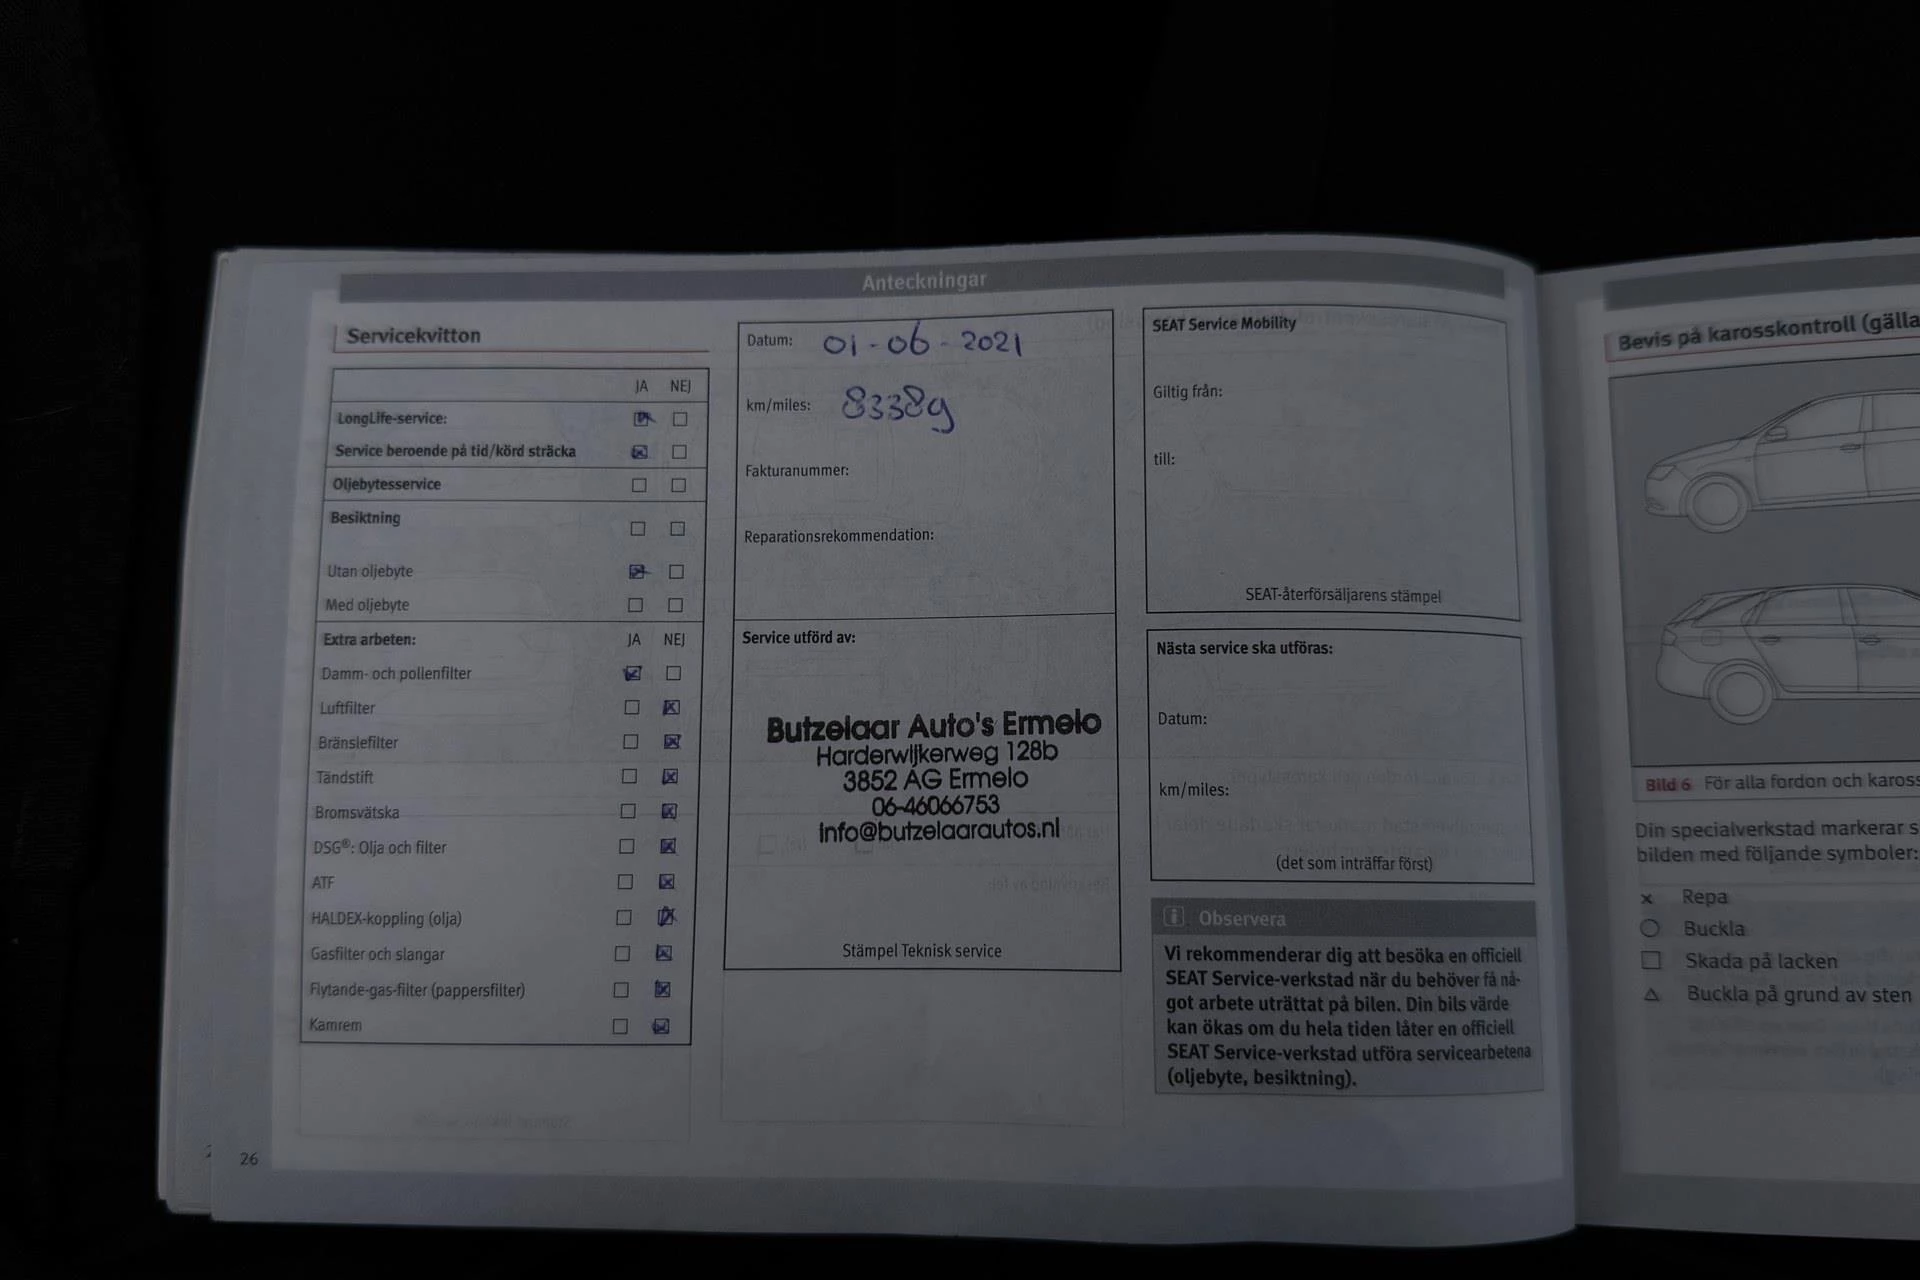 Anteckningar
Servicekvitton
JA NEJ
LongLife-service:
Service beroende på tid/körd sträcka
Oljebytesservice
Besiktning
Utan oljebyte
Med oljebyte
Extra arbeten: JA NEJ
Damm- och pollenfilter
Luftfilter
Bränslefilter
Tändstift
Bromsvätska
DSG®: Olja och filter
ATF
HALDEX-koppling (olja)
Gasfilter och slangar
Flytande-gas-filter (pappersfilter)
Kamrem
Datum: 01-06-2021
km/miles: 83389
Fakturanummer:
Reparationsrekommendation:
Service utförd av:
Butzelaar Auto's Ermelo
Harderwijkerweg 128b
3852 AG Ermelo
06-46066753
info@butzelaarautos.nl
Stämpel Teknisk service
SEAT Service Mobility
Giltig från:
till:
SEAT-återförsäljarens stämpel
Nästa service ska utföras:
Datum:
km/miles:
(det som inträffar först)
Observera
Vi rekommenderar dig att besöka en officiell
SEAT Service-verkstad när du behöver få nå-
got arbete uträttat på bilen. Din bils värde
kan ökas om du hela tiden låter en officiell
SEAT Service-verkstad utföra servicearbetena
(oljebyte, besiktning).
26
Bevis på karosskontroll (gälla
Bild 6 För alla fordon och kaross
Din specialverkstad markerar s
bilden med följande symboler:
x Repa
○ Buckla
□ Skada på lacken
△ Buckla på grund av sten